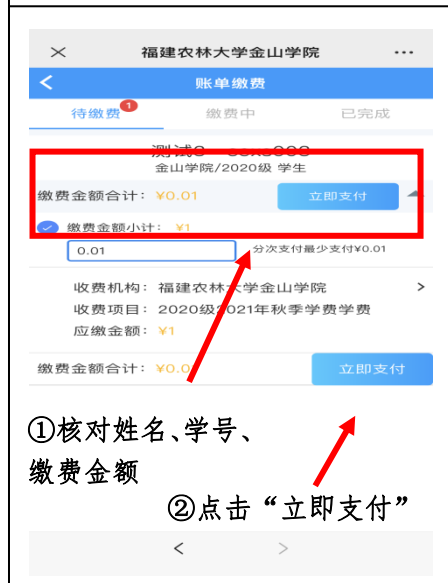 福建农林大学金山学院
账单缴费
待缴费 1 缴费中 已完成
金山学院/2020级 学生
缴费金额合计: ¥0.01 立即支付
缴费金额小计: ¥1
0.01 分次支付最少支付¥0.01
收费机构: 福建农林大学金山学院
收费项目: 2020级2021年秋季学费学费
应缴金额: ¥1
缴费金额合计: ¥0.0 立即支付
①核对姓名、学号、
缴费金额
②点击“立即支付”